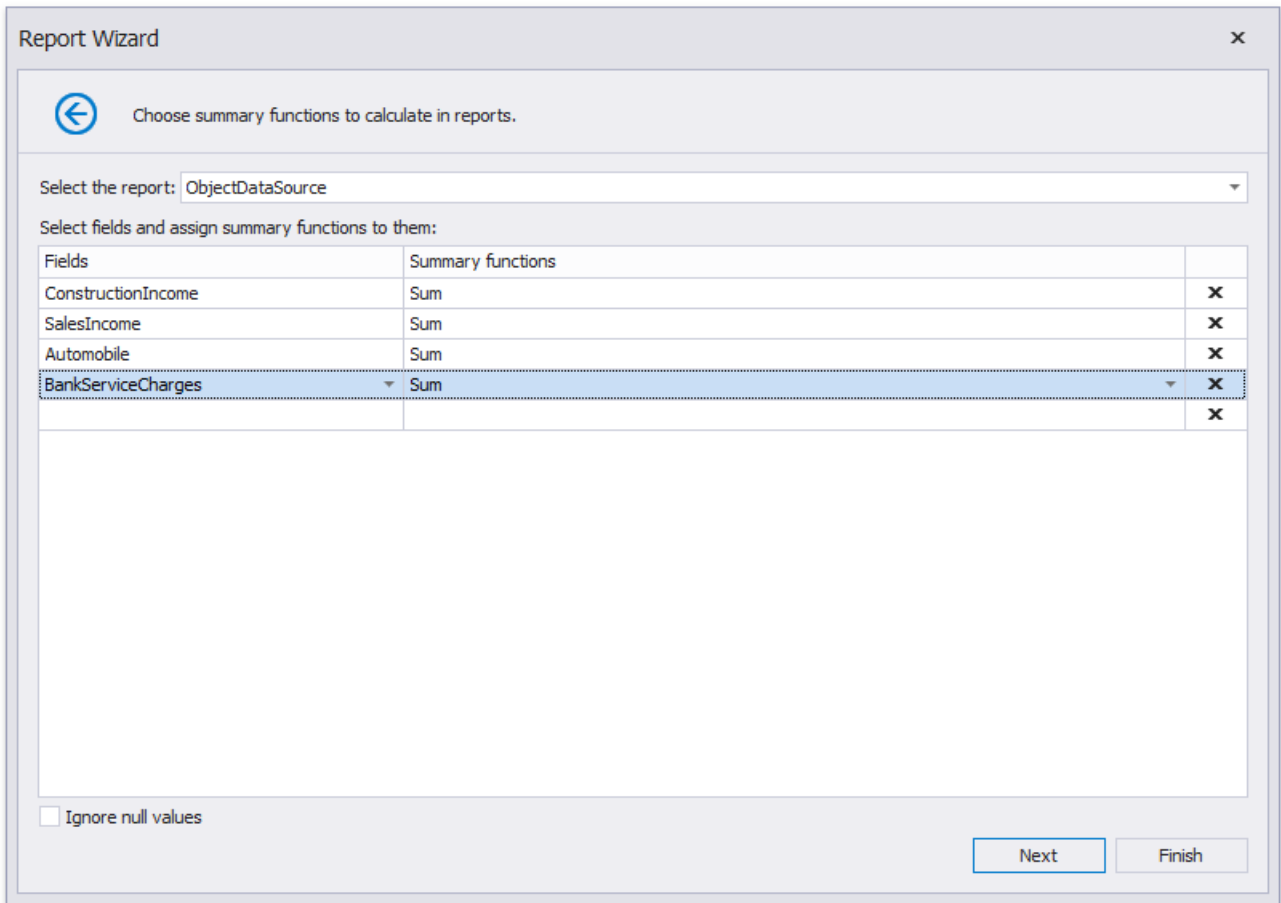 Report Wizard
Choose summary functions to calculate in reports.
Select the report: ObjectDataSource
Select fields and assign summary functions to them:
Fields Summary functions
ConstructionIncome Sum
SalesIncome Sum
Automobile Sum
BankServiceCharges Sum
Ignore null values
Next Finish